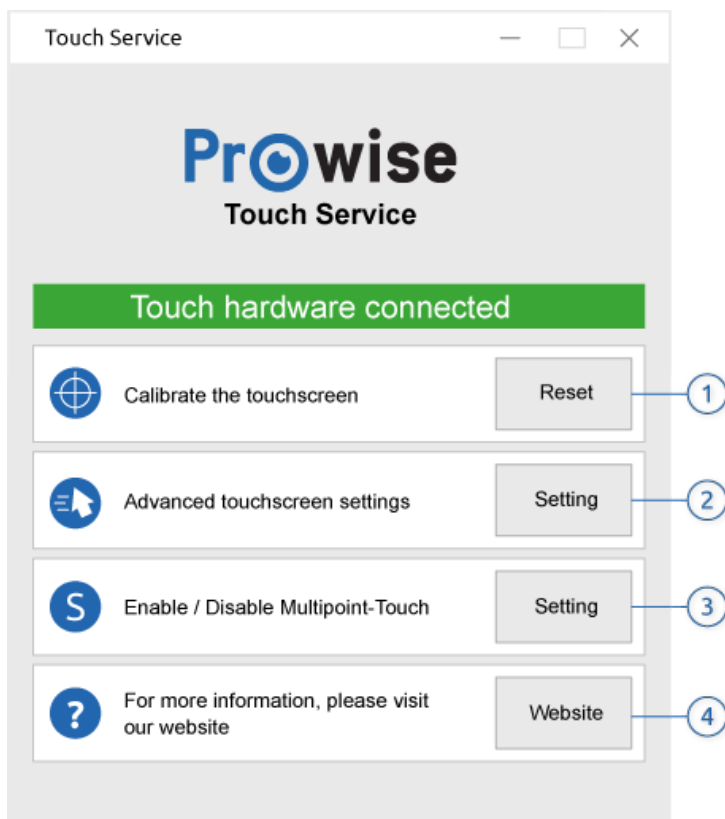 Touch Service
Prowise
Touch Service
Touch hardware connected
Calibrate the touchscreen
Reset
1
Advanced touchscreen settings
Setting
2
S
Enable / Disable Multipoint-Touch
Setting
3
?
For more information, please visit
our website
Website
4